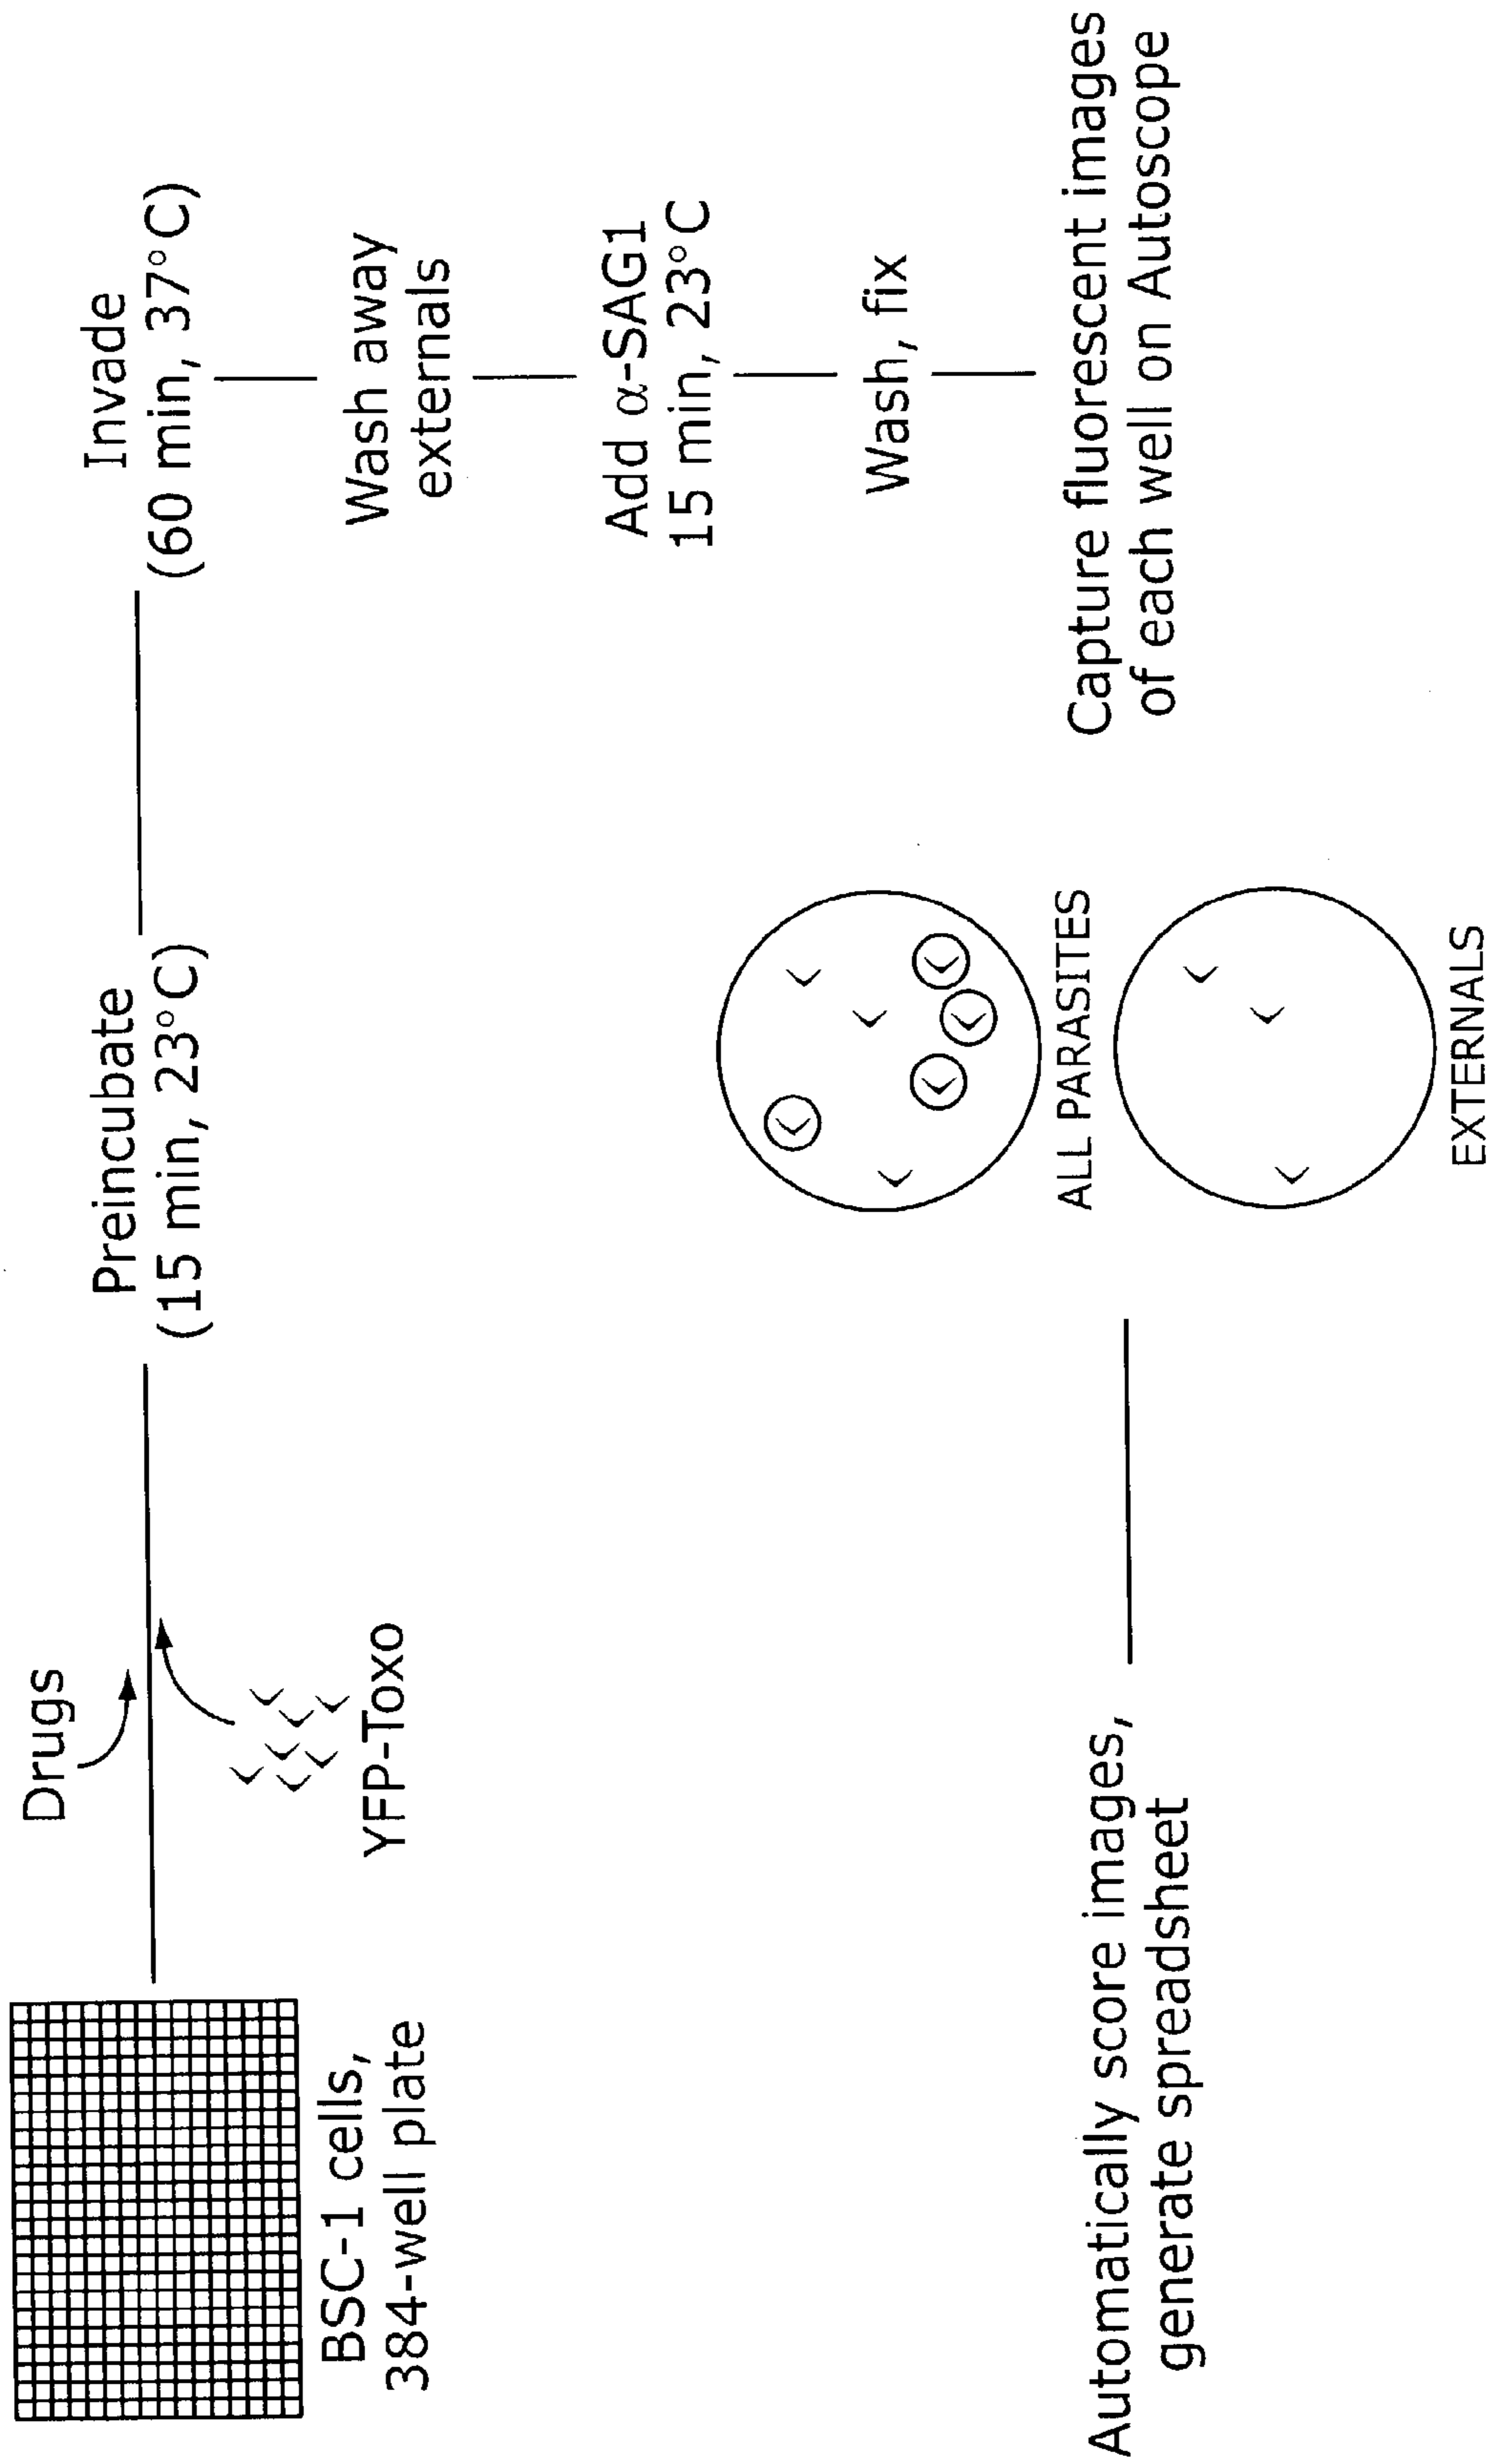 Drugs
YFP-Toxo
BSC-1 cells,
384-well plate
Preincubate
(15 min, 23°C)
Invade
(60 min, 37°C)
Wash away
externals
Add α-SAG1
15 min, 23°C
Wash, fix
Capture fluorescent images
of each well on Autoscope
ALL PARASITES
EXTERNALS
Automatically score images,
generate spreadsheet